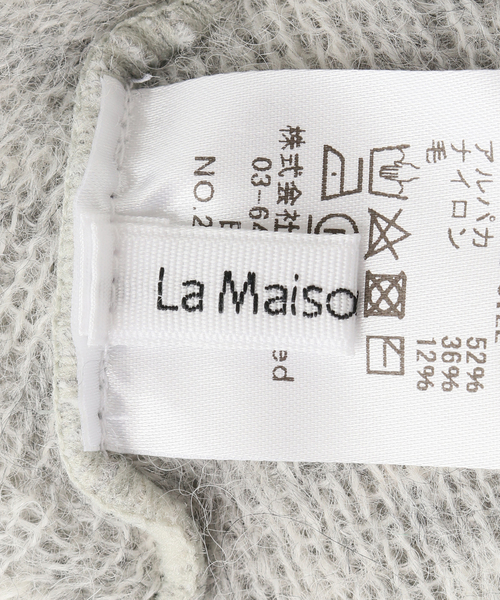 La Maiso
アルパカ 52%
ナイロン 36%
毛 12%
株式会社
03-64
NO.2
ed